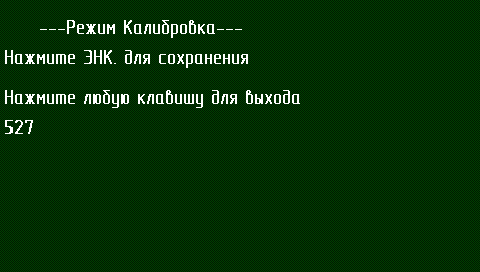 ---Режим Калибровка---
Нажмите ЭНК. для сохранения
Нажмите любую клавишу для выхода
527